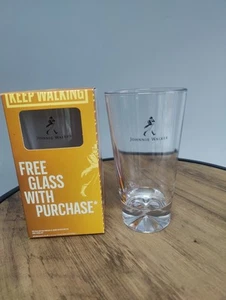 [KEEP WALKING]
FREE
GLASS
WITH
PURCHASE*
JOHNNIE WALKER